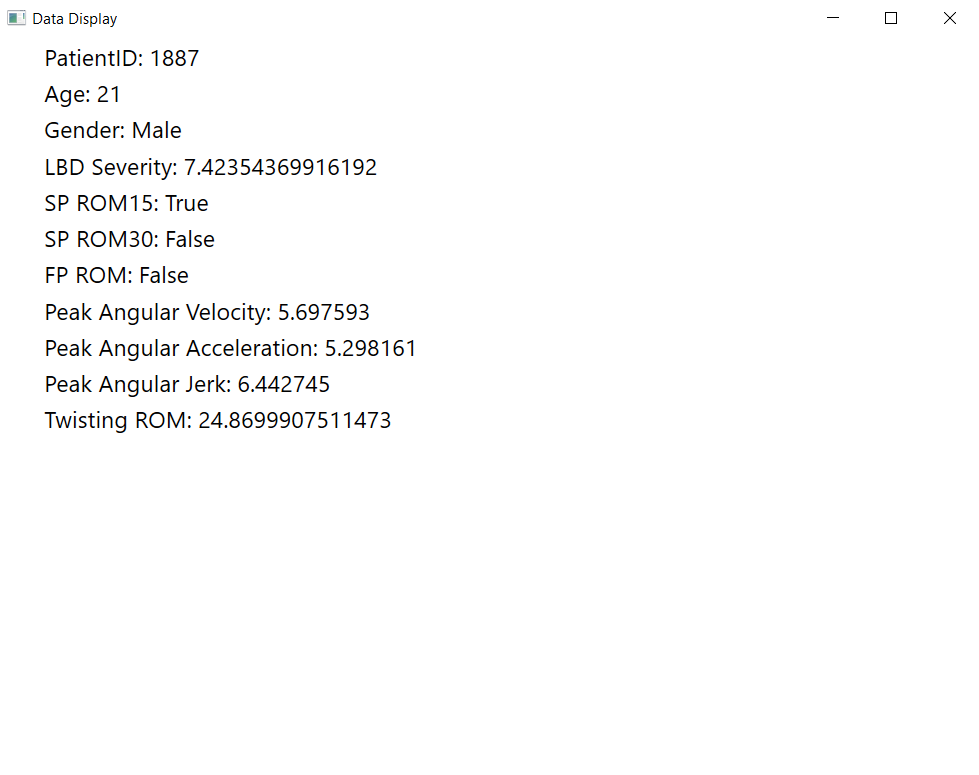 Data Display
PatientID: 1887
Age: 21
Gender: Male
LBD Severity: 7.42354369916192
SP ROM15: True
SP ROM30: False
FP ROM: False
Peak Angular Velocity: 5.697593
Peak Angular Acceleration: 5.298161
Peak Angular Jerk: 6.442745
Twisting ROM: 24.8699907511473